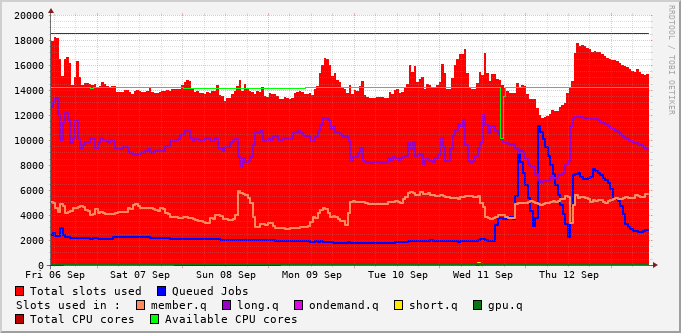 20000
18000
16000
14000
12000
10000
8000
6000
4000
2000
0
Fri 06 Sep Sat 07 Sep Sun 08 Sep Mon 09 Sep Tue 10 Sep Wed 11 Sep Thu 12 Sep
RRDTOOL / TOBI OETIKER
Total slots used Queued Jobs
Slots used in : member.q long.q ondemand.q short.q gpu.q
Total CPU cores Available CPU cores